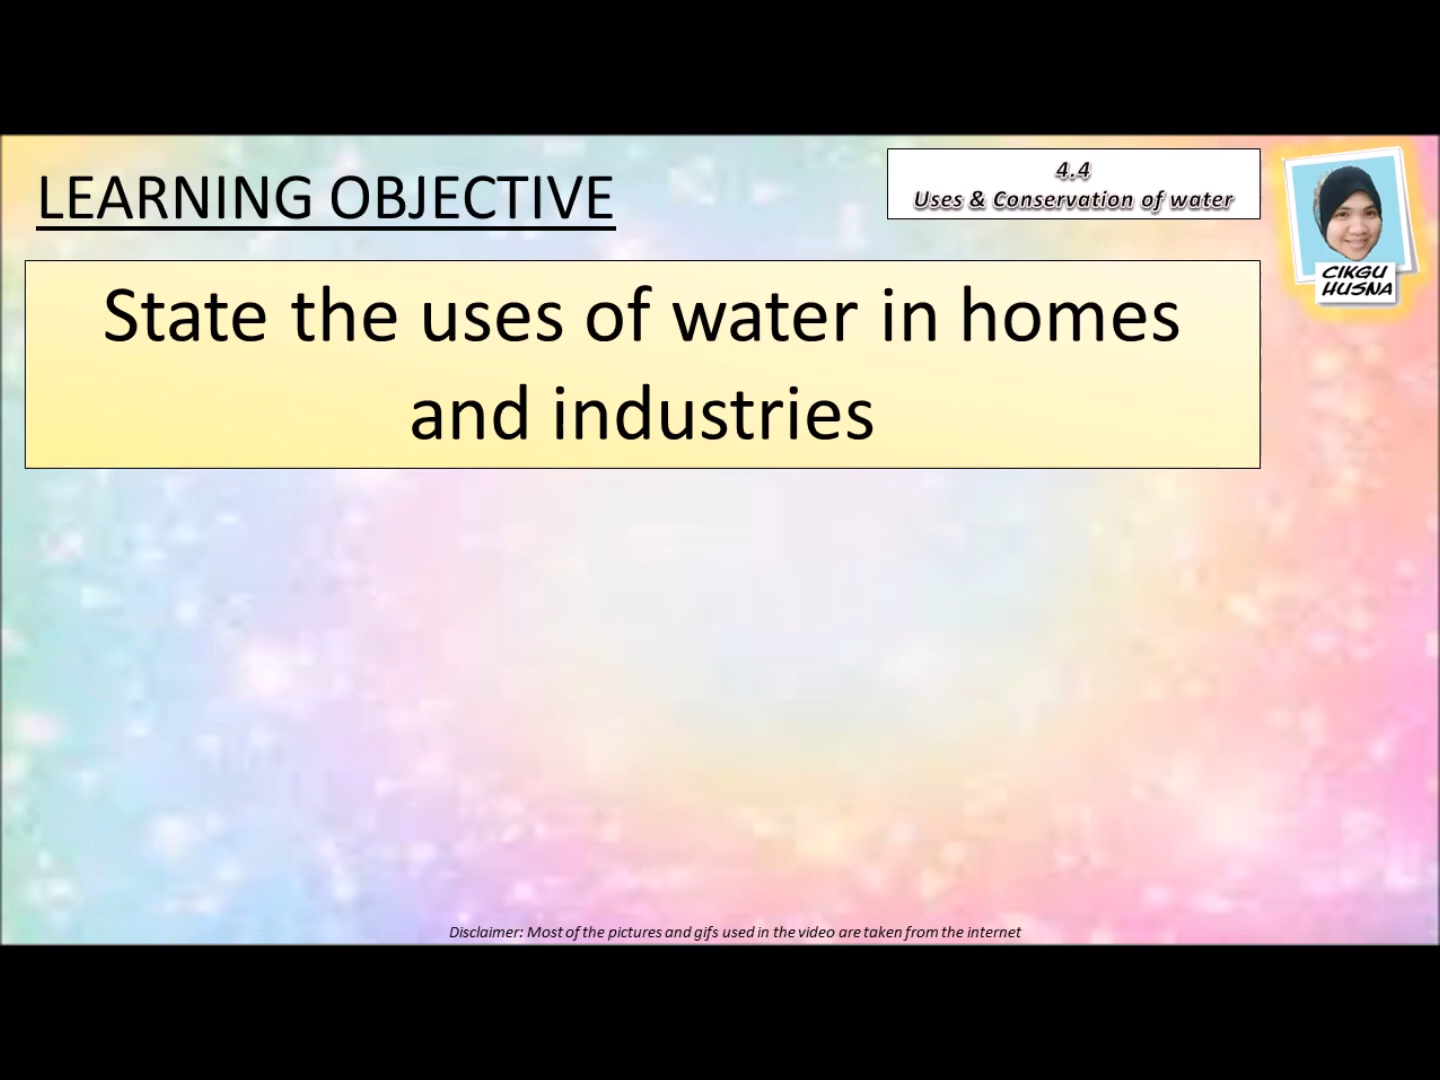 LEARNING OBJECTIVE
4.4
Uses & Conservation of water
CIKGU
HUSNA
State the uses of water in homes
and industries
Disclaimer: Most of the pictures and gifs used in the video are taken from the internet